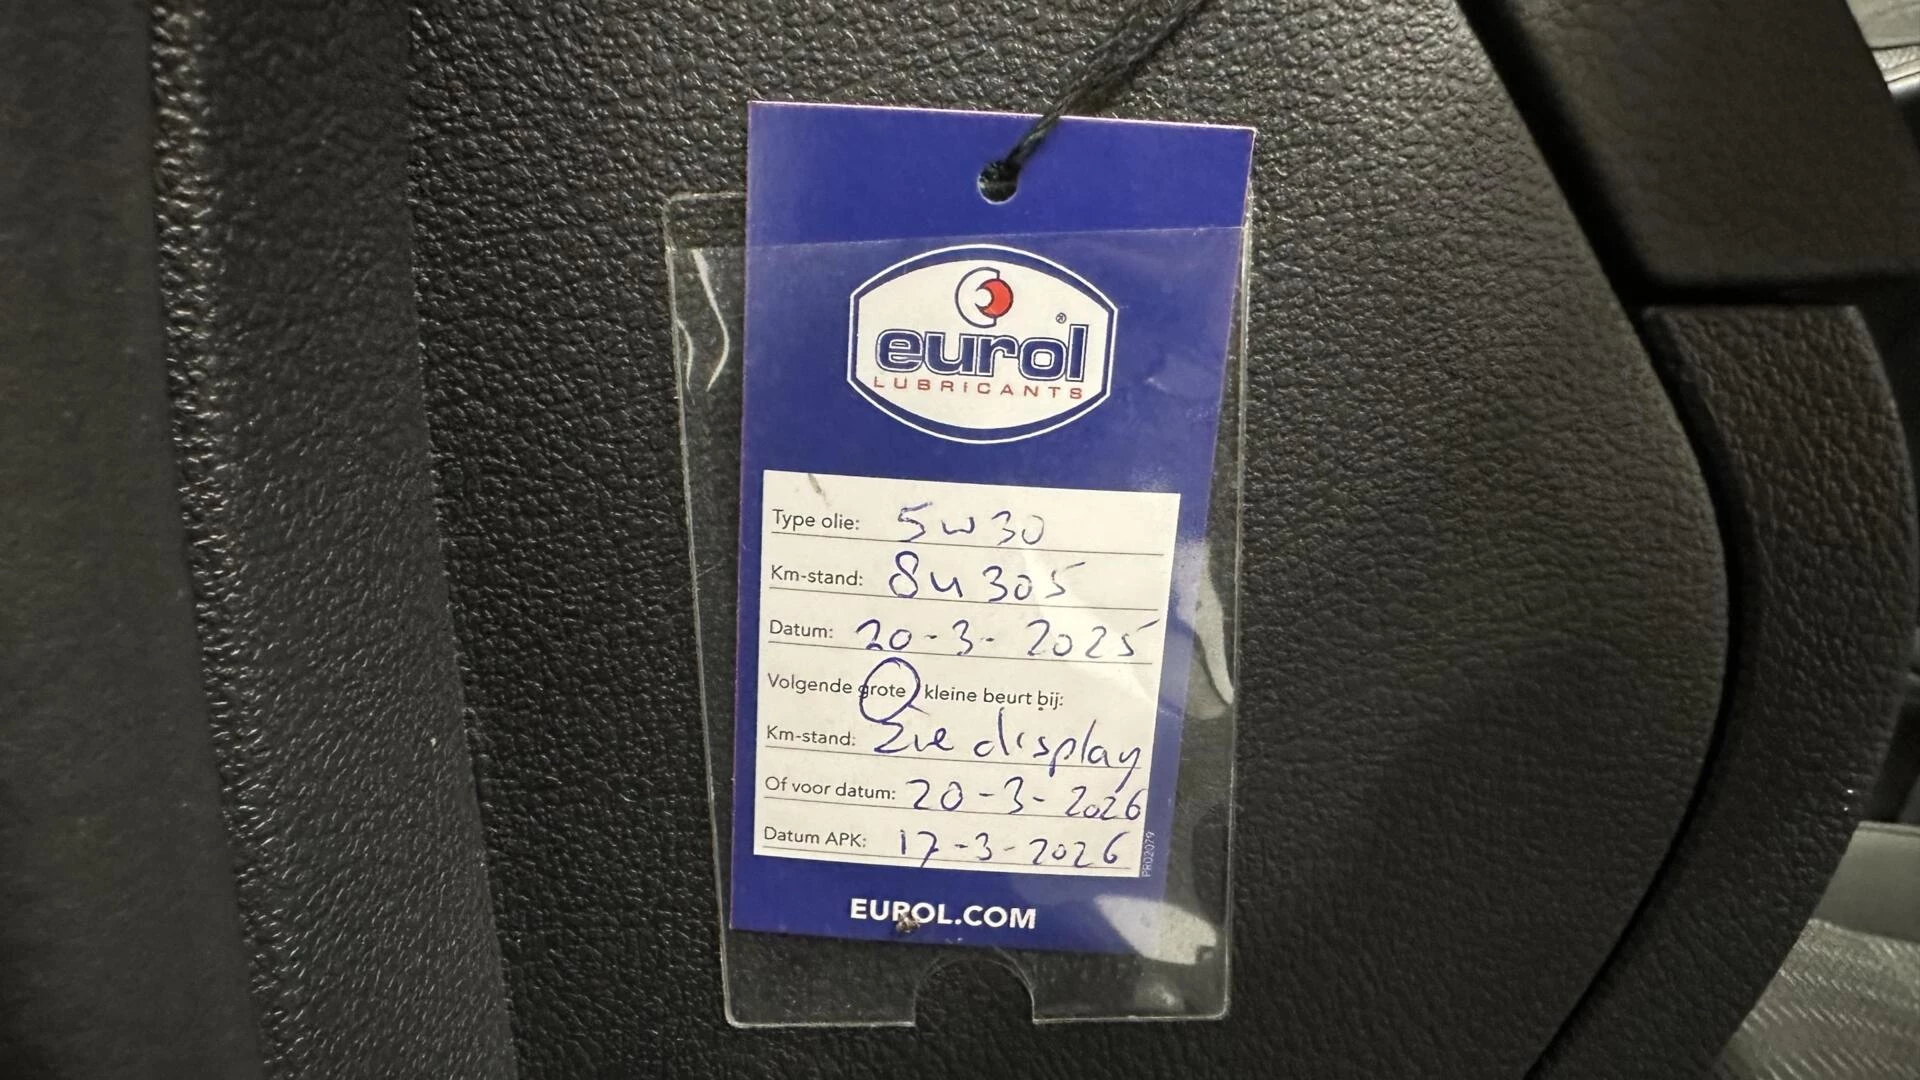 eurol®
LUBRICANTS
Type olie: 5w30
Km-stand: 84305
Datum: 20-3-2025
Volgende grote / kleine beurt bij:
Km-stand: Zie display
Of voor datum: 20-3-2026
Datum APK: 17-3-2026
PR02079
EUROL.COM